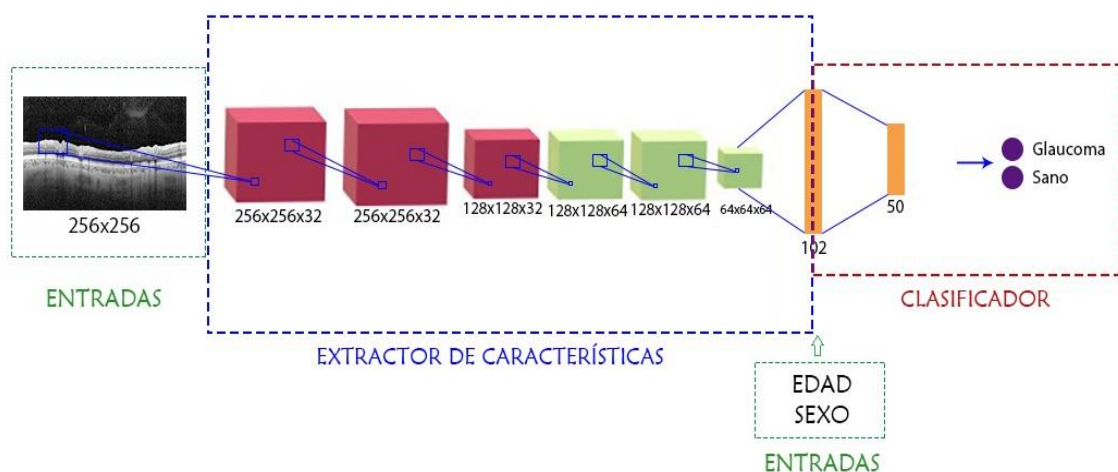 256x256
ENTRADAS
256x256x32
256x256x32
128x128x32
128x128x64
128x128x64
64x64x64
102
EXTRACTOR DE CARACTERÍSTICAS
50
Glaucoma
Sano
CLASIFICADOR
EDAD
SEXO
ENTRADAS